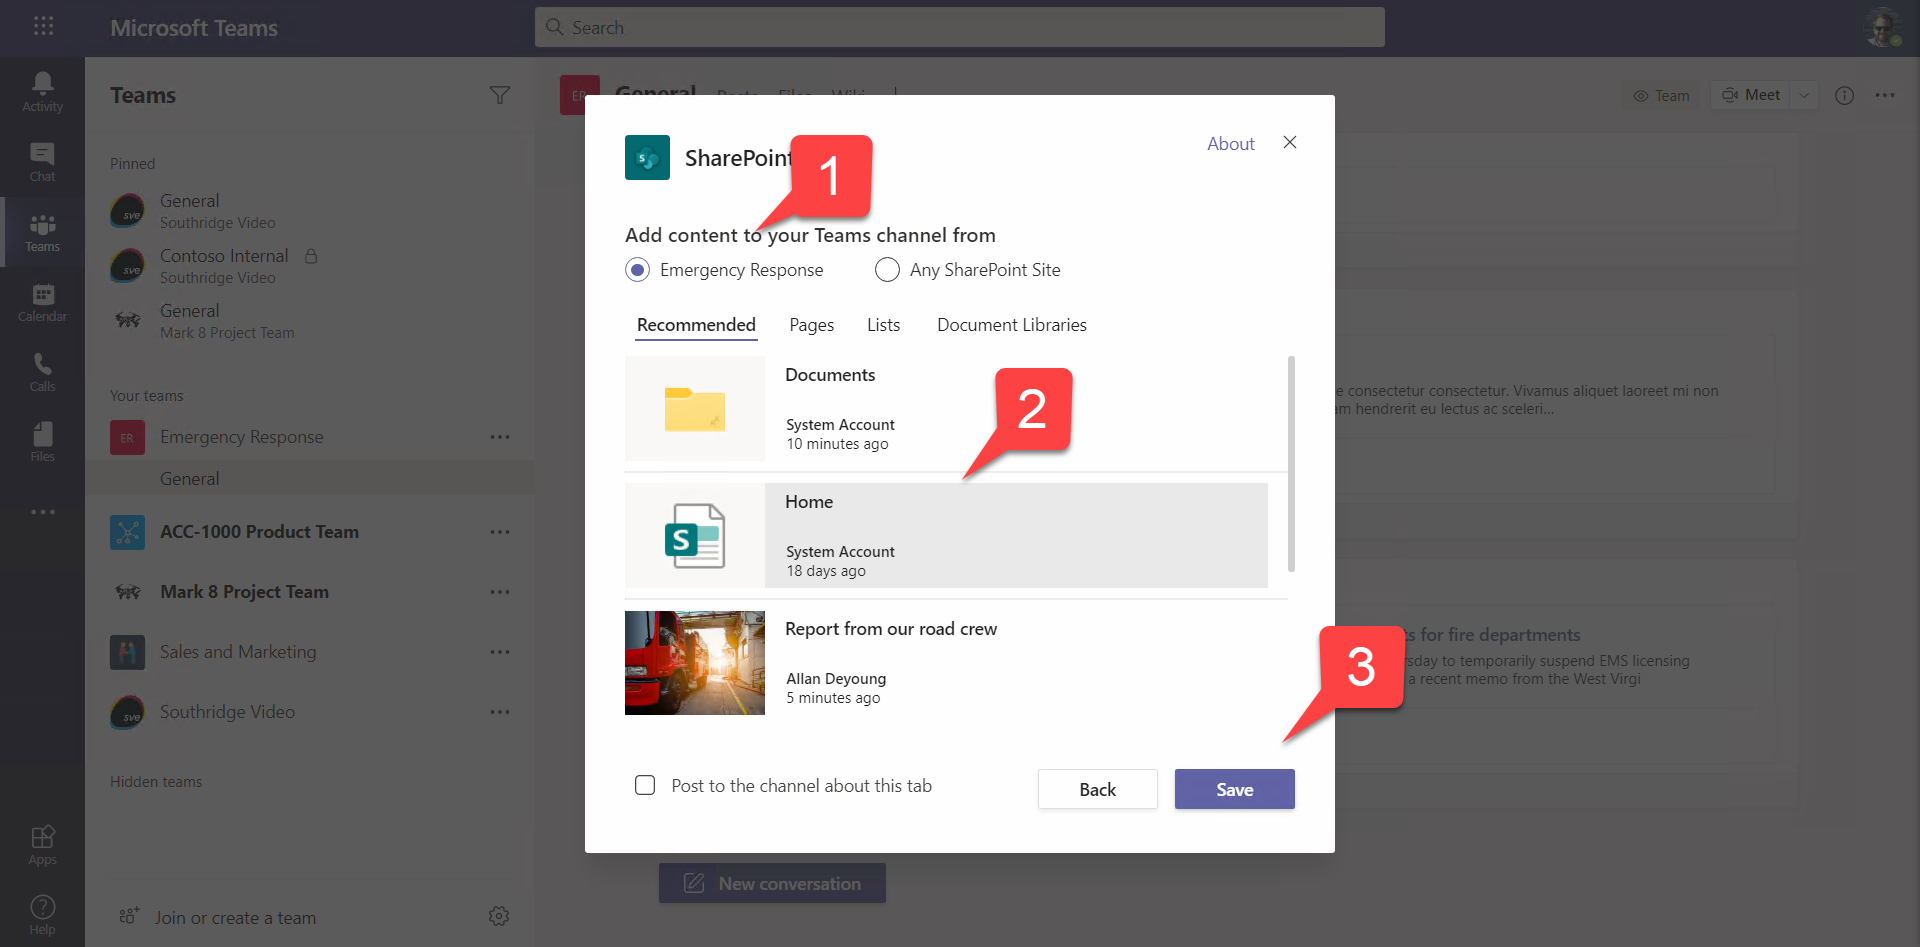 Microsoft Teams
Search
Activity
Chat
Teams
Calendar
Calls
Files
Apps
Help
Teams
Pinned
General
Southridge Video
Contoso Internal
Southridge Video
General
Mark 8 Project Team
Your teams
ER Emergency Response
General
ACC-1000 Product Team
Mark 8 Project Team
Sales and Marketing
sve Southridge Video
Hidden teams
Join or create a team
ER General Posts Files Wiki
Team
Meet
SharePoint
1
About
Add content to your Teams channel from
Emergency Response
Any SharePoint Site
Recommended
Pages
Lists
Document Libraries
Documents
System Account
10 minutes ago
2
S
Home
System Account
18 days ago
Report from our road crew
Allan Deyoung
5 minutes ago
3
Post to the channel about this tab
Back
Save
New conversation
consectetur consectetur. Vivamus aliquet laoreet mi non
hendrerit eu lectus ac sceleri...
for fire departments
to temporarily suspend EMS licensing
a recent memo from the West Virgi